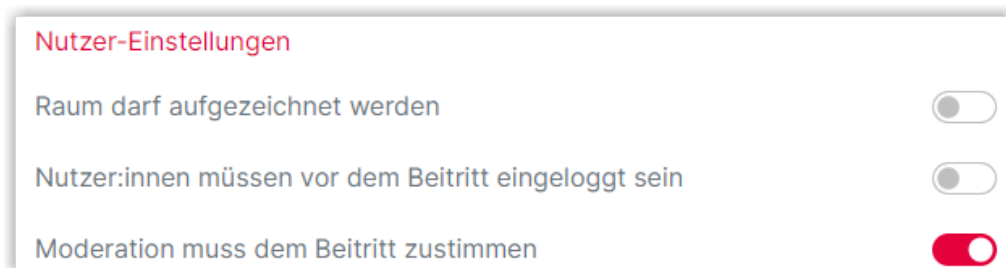 Nutzer-Einstellungen
Raum darf aufgezeichnet werden
Nutzer:innen müssen vor dem Beitritt eingeloggt sein
Moderation muss dem Beitritt zustimmen